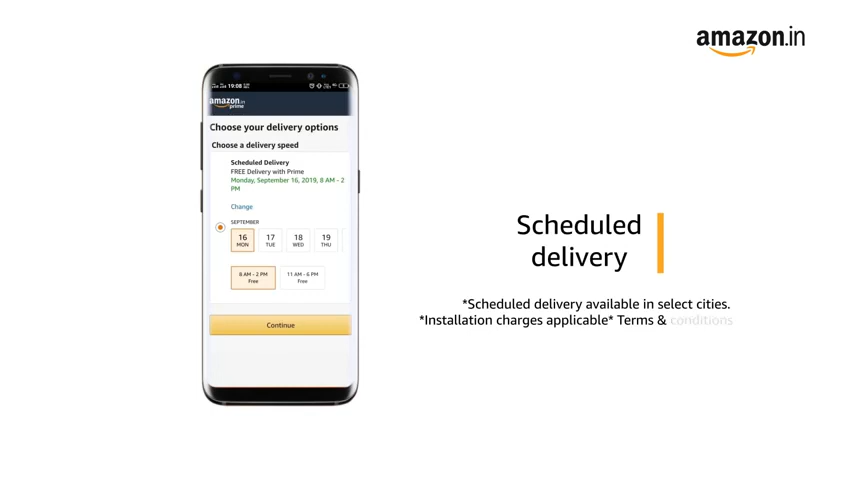 amazon.in
19:08
amazon.in
prime
Choose your delivery options
Choose a delivery speed
Scheduled Delivery
FREE Delivery with Prime
Monday, September 16, 2019, 8 AM - 2
PM
Change
SEPTEMBER
16 17 18 19
MON TUE WED THU
8 AM - 2 PM 11 AM - 6 PM
Free Free
Continue
Scheduled
delivery
*Scheduled delivery available in select cities.
*Installation charges applicable* Terms & conditions